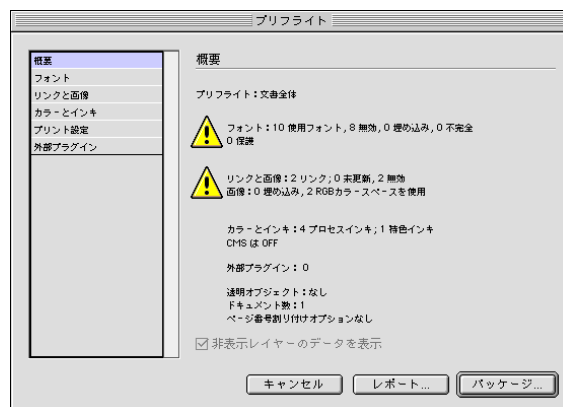 プリフライト
概要
フォント
リンクと画像
カラーとインキ
プリント設定
外部プラグイン
概要
プリフライト：文書全体
フォント：10 使用フォント, 8 無効, 0 埋め込み, 0 不完全
0 保護
リンクと画像：2 リンク; 0 未更新, 2 無効
画像：0 埋め込み, 2 RGBカラースペースを使用
カラーとインキ：4 プロセスインキ; 1 特色インキ
CMS は OFF
外部プラグイン： 0
透明オブジェクト：なし
ドキュメント数：1
ページ番号割り付けオプションなし
非表示レイヤーのデータを表示
キャンセル
レポート...
パッケージ...